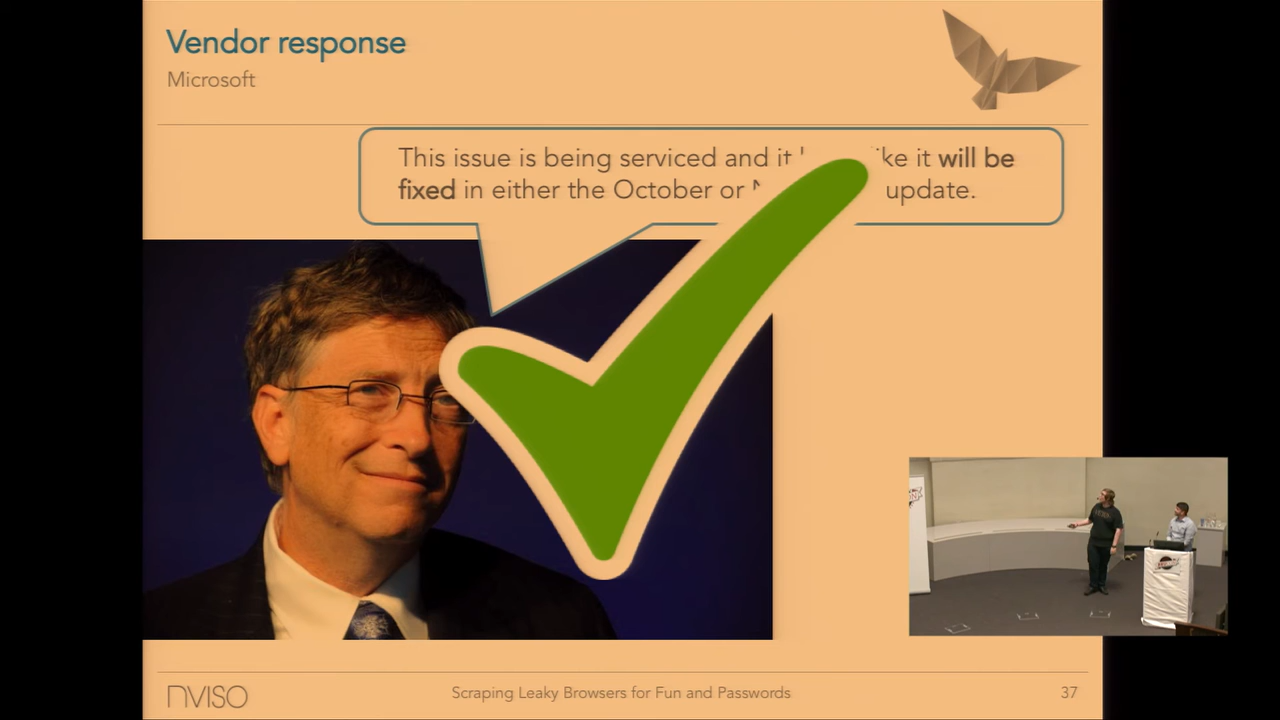 Vendor response
Microsoft
This issue is being serviced and it ike it will be
fixed in either the October or update.
NVISO
Scraping Leaky Browsers for Fun and Passwords
37